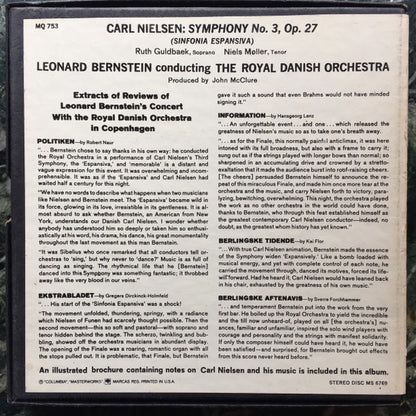 MQ 753
CARL NIELSEN: SYMPHONY No. 3, Op. 27
(SINFONIA ESPANSIVA)
Ruth Guldbaek, Soprano Niels Møller, Tenor
LEONARD BERNSTEIN conducting THE ROYAL DANISH ORCHESTRA
Produced by John McClure
Extracts of Reviews of
Leonard Bernstein's Concert
With the Royal Danish Orchestra
in Copenhagen
POLITIKEN—by Robert Naur
"... Bernstein chose to say thanks in his own way: he conducted
the Royal Orchestra in a performance of Carl Nielsen's Third
Symphony, the 'Espansiva,' and 'memorable' is a distant and
vague expression for this event. It was overwhelming and incom-
prehensible. It was as if the 'Espansiva' and Carl Nielsen had
waited half a century for this night.
"We have no words to describe what happens when two musicians
like Nielsen and Bernstein meet. The 'Espansiva' became wild in
its force, glowing in its love, irresistible in its gentleness. It is al-
most absurd to ask whether Bernstein, an American from New
York, understands our Danish Carl Nielsen. I wonder whether
anybody has understood him so deeply or taken him so enthusi-
astically at his word, his drama, his dance, his great monumentality
throughout the last movement as this man Bernstein.
"It was Sibelius who once remarked that all conductors tell or-
chestras to 'sing,' but why never to 'dance?' Music is as full of
dancing as singing. The rhythmical life that he [Bernstein]
danced into this Symphony was something fantastic; it throbbed
away like the very blood in our veins."
EKSTRABLADET—by Gregers Dirckinck-Holmfeld
"... His start of the 'Sinfonia Espansiva' was a shock!
"The movement unfolded, thundering, springy, with a radiance
which Nielsen of Funen had scarcely thought possible. Then the
second movement—this so soft and pastoral—with soprano and
tenor hidden behind the stage. The scherzo, twinkling and bub-
bling, showed off the orchestra musicians in abundant display.
The opening of the Finale was a roaring, romantic organ with all
the stops pulled out. It is problematic, that Finale, but Bernstein
gave it such a sound that even Brahms would not have minded
signing it."
INFORMATION—by Hansgeorg Lenz
"... An unforgettable event ... and one ... which released the
greatness of Nielsen's music so as to take one's breath away.
"... as for the Finale, this normally painful anticlimax, it was here
intoned with its full broadness, but also with a frame to carry it;
sung out as if the strings played with longer bows than normal; so
sharpened in an accumulating drive and crowned by a stretto-
exaltation that it made the audience burst into roof-raising cheers.
[The cheers] persuaded Bernstein himself to announce the re-
peat of this miraculous Finale, and made him once more tear at the
orchestra and the music, and carry Nielsen forth to victory, para-
lyzing, bewitching, overwhelming. This night, the orchestra played
the work as no other orchestra in the world could have done,
thanks to Bernstein, who through this feat established himself as
the greatest contemporary Carl Nielsen conductor—indeed, no
doubt, as the greatest whom history has yet known."
BERLINGSKE TIDENDE—by Kai Flor
"... With true Carl Nielsen animation, Bernstein made the essence
of the Symphony widen 'Espansively.' Like a bomb loaded with
musical energy, and yet with complete control of each note, he
carried the movement through, danced its motives, forced its life-
will forward. Had he heard it, Carl Nielsen would have leaned back
in his chair, exhausted by the greatness of his own music."
BERLINGSKE AFTENAVIS—by Sverre Forchhammer
"... and temperament Bernstein put into the work from the very
first bar. He boiled up the Royal Orchestra to yield the incredible
and the till now unheard-of, played on all [the orchestra's] nu-
ances, familiar and unfamiliar, inspired the solo wind players with
courage and personality and the strings with manifest solidarity.
If only the composer himself could have heard it, he would have
been satisfied—and surprised, for Bernstein brought out effects
from this score never heard before."
An illustrated brochure containing notes on Carl Nielsen and his music is included in this album.
® "COLUMBIA", "MASTERWORKS", MARCAS REG. PRINTED IN U.S.A.
STEREO DISC MS 6769